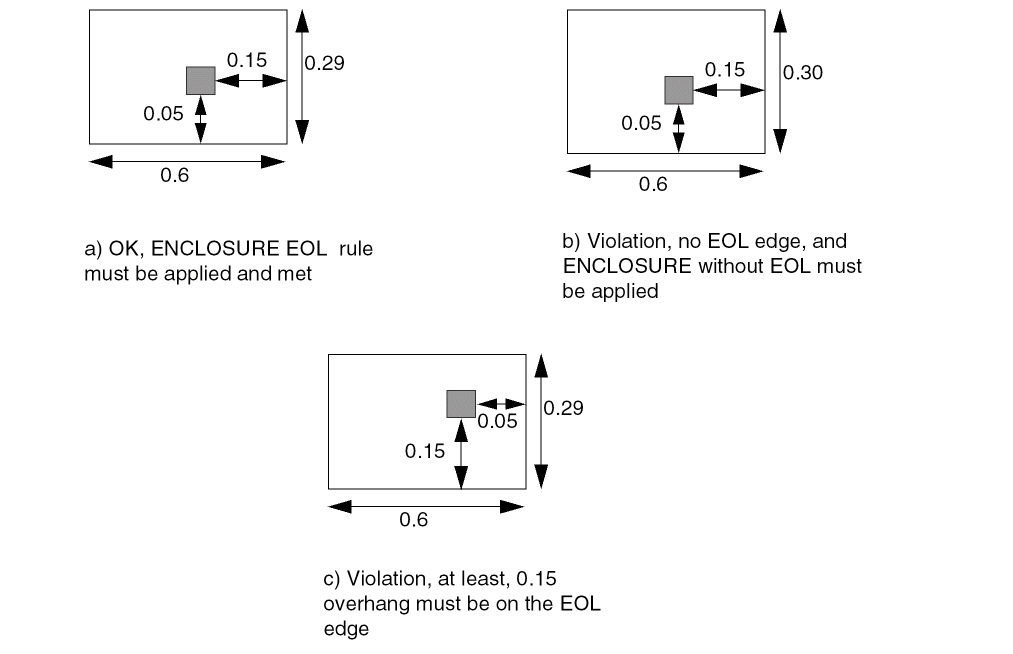 0.15
0.29
0.05
0.6
a) OK, ENCLOSURE EOL rule
must be applied and met
0.15
0.30
0.05
0.6
b) Violation, no EOL edge, and
ENCLOSURE without EOL must
be applied
0.05
0.29
0.15
0.6
c) Violation, at least, 0.15
overhang must be on the EOL
edge